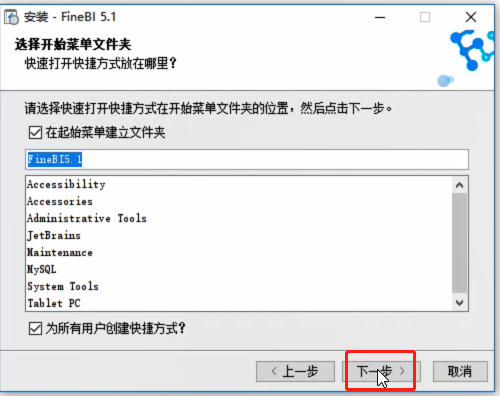 安装 - FineBI 5.1
选择开始菜单文件夹
快速打开快捷方式放在哪里?
请选择快速打开快捷方式在开始菜单文件夹的位置，然后点击下一步。
在起始菜单建立文件夹
FineBI5.1
Accessibility
Accessories
Administrative Tools
JetBrains
Maintenance
MySQL
System Tools
Tablet PC
为所有用户创建快捷方式?
< 上一步
下一步 >
取消